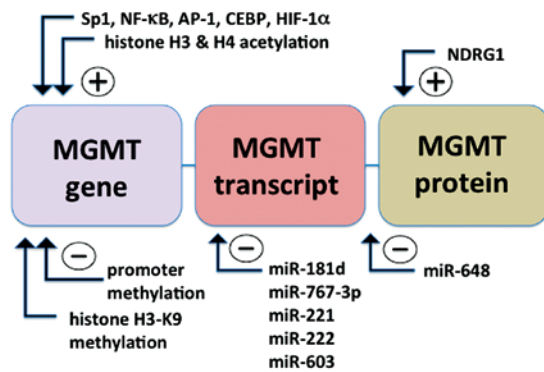 Sp1, NF-κB, AP-1, CEBP, HIF-1α
histone H3 & H4 acetylation
NDRG1
+
+
MGMT
gene
MGMT
transcript
MGMT
protein
−
−
−
promoter
methylation
histone H3-K9
methylation
miR-181d
miR-767-3p
miR-221
miR-222
miR-603
miR-648